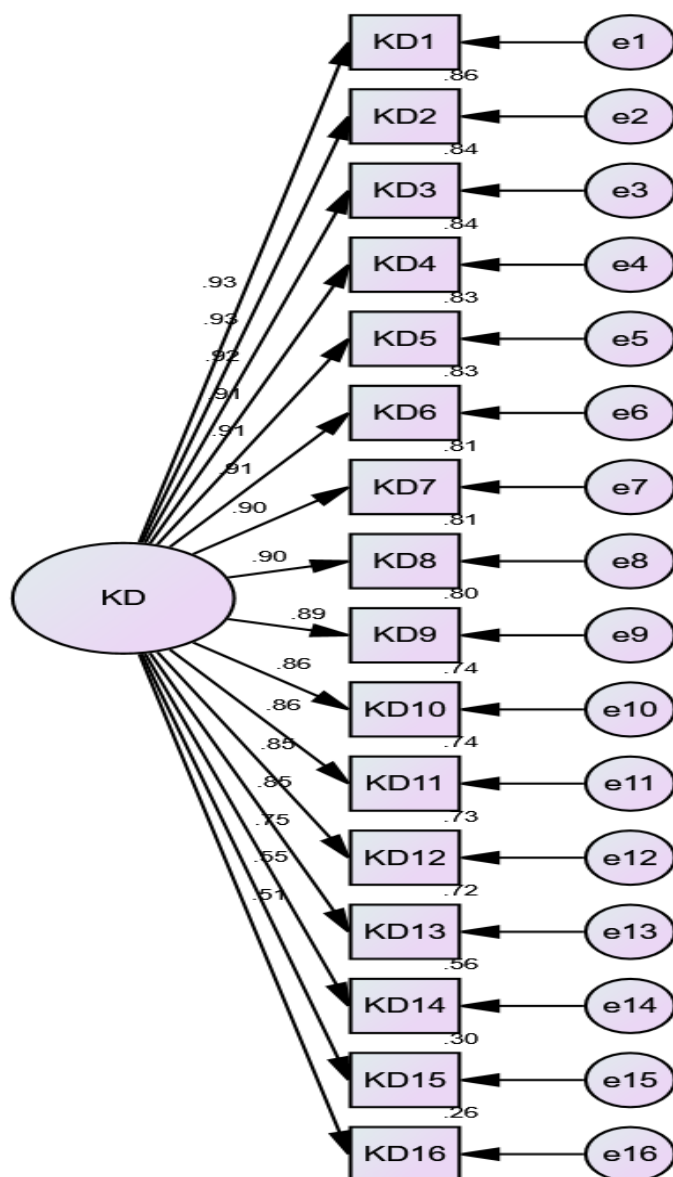 KD1 e1
.86
KD2 e2
.84
KD3 e3
.84
KD4 e4
.93
.83
.93
KD5 e5
.92
.83
.91
KD6 e6
.91
.81
.91
KD7 e7
.90
.81
.90
KD8 e8
.80
KD
.89
KD9 e9
.86
.74
.86
KD10 e10
.85
.74
.85
KD11 e11
.75
.73
.55
KD12 e12
.51
.72
KD13 e13
.56
KD14 e14
.30
KD15 e15
.26
KD16 e16